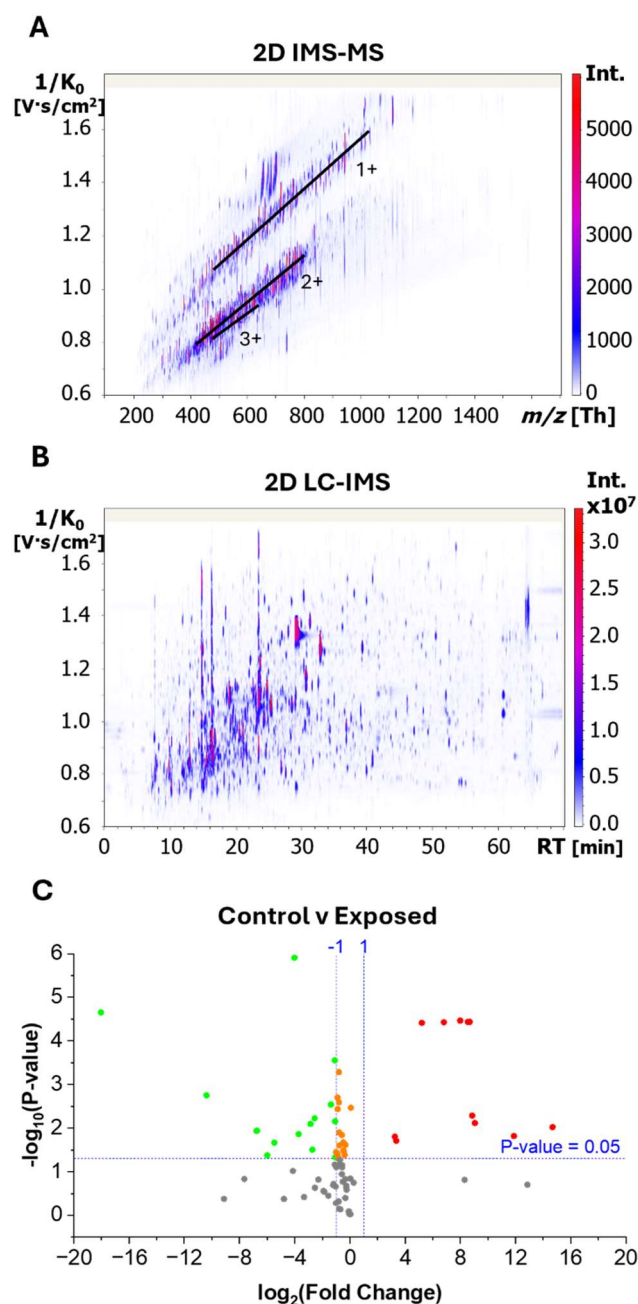 A
2D IMS-MS
1/K₀
[V·s/cm²]
Int.
1.6
1.4
1.2
1.0
0.8
0.6
1+
2+
3+
5000
4000
3000
2000
1000
0
200 400 600 800 1000 1200 1400 m/z [Th]
B
2D LC-IMS
1/K₀
[V·s/cm²]
Int.
x10⁷
1.6
1.4
1.2
1.0
0.8
0.6
3.0
2.5
2.0
1.5
1.0
0.5
0.0
0 10 20 30 40 50 60 RT [min]
C
Control v Exposed
-1 1
6
5
4
3
2
1
0
-log₁₀(P-value)
P-value = 0.05
−20 −16 −12 −8 −4 0 4 8 12 16 20
log₂(Fold Change)